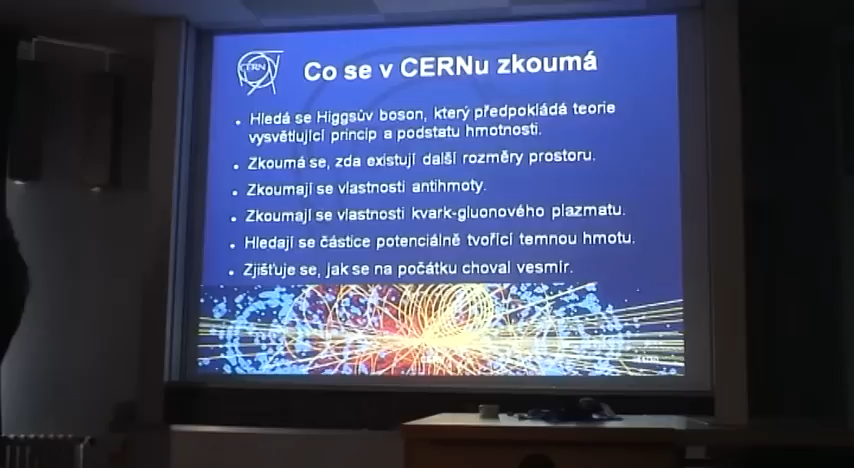 CERN
Co se v CERNu zkoumá
• Hledá se Higgsův boson, který předpokládá teorie
vysvětlující princip a podstatu hmotnosti.
• Zkoumá se, zda existují další rozměry prostoru.
• Zkoumají se vlastnosti antihmoty.
• Zkoumají se vlastnosti kvark-gluonového plazmatu.
• Hledají se částice potenciálně tvořící temnou hmotu.
• Zjišťuje se, jak se na počátku choval vesmír.